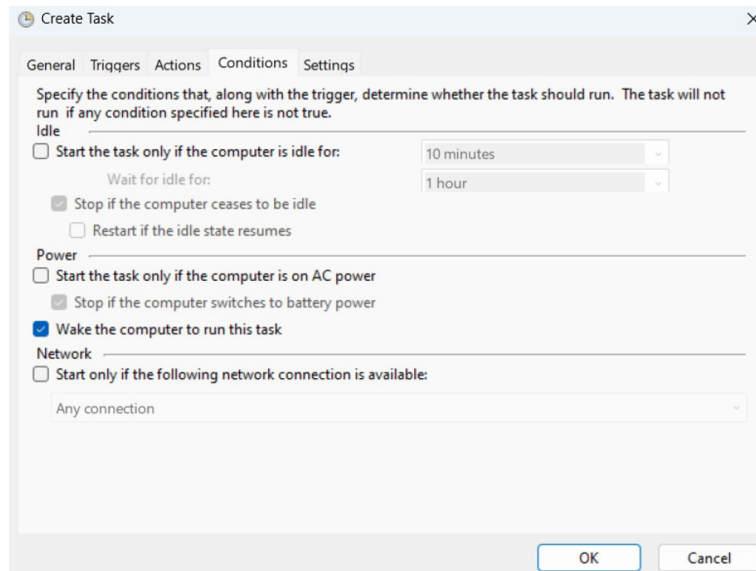 Create Task
General Triggers Actions Conditions Settings
Specify the conditions that, along with the trigger, determine whether the task should run. The task will not
run if any condition specified here is not true.
Idle
Start the task only if the computer is idle for: 10 minutes
Wait for idle for: 1 hour
Stop if the computer ceases to be idle
Restart if the idle state resumes
Power
Start the task only if the computer is on AC power
Stop if the computer switches to battery power
Wake the computer to run this task
Network
Start only if the following network connection is available:
Any connection
OK Cancel